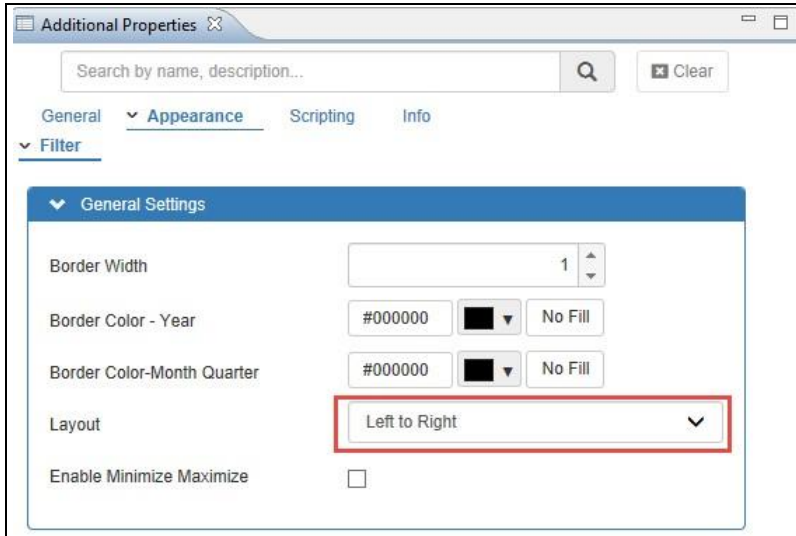 Additional Properties
Search by name, description...
Clear
General Appearance Scripting Info
Filter
General Settings
Border Width 1
Border Color - Year #000000 No Fill
Border Color-Month Quarter #000000 No Fill
Layout Left to Right
Enable Minimize Maximize